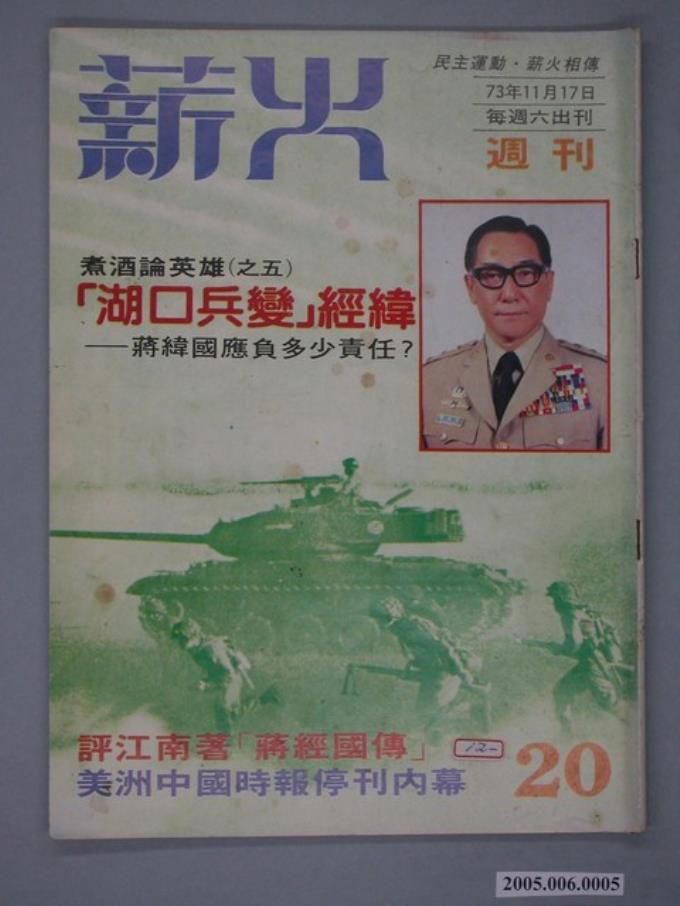 薪火
民主運動・薪火相傳
73年11月17日
每週六出刊
週刊
煮酒論英雄(之五)
「湖口兵變」經緯
——蔣緯國應負多少責任?
評江南著「蔣經國傳」
美洲中國時報停刊內幕
12-
20
2005.006.0005